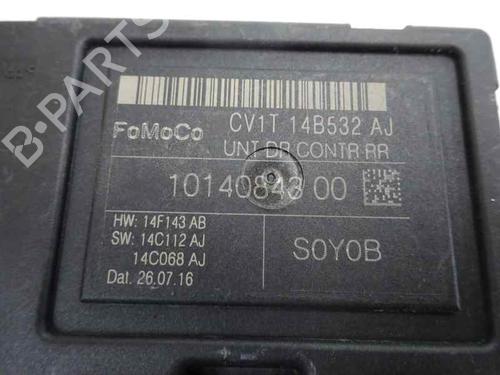 B-PARTS
FoMoCo
CV1T 14B532 AJ
UNT DR CONTR RR
10140843 00
HW: 14F143 AB
SW: 14C112 AJ
14C068 AJ
S0Y0B
Dat. 26.07.16